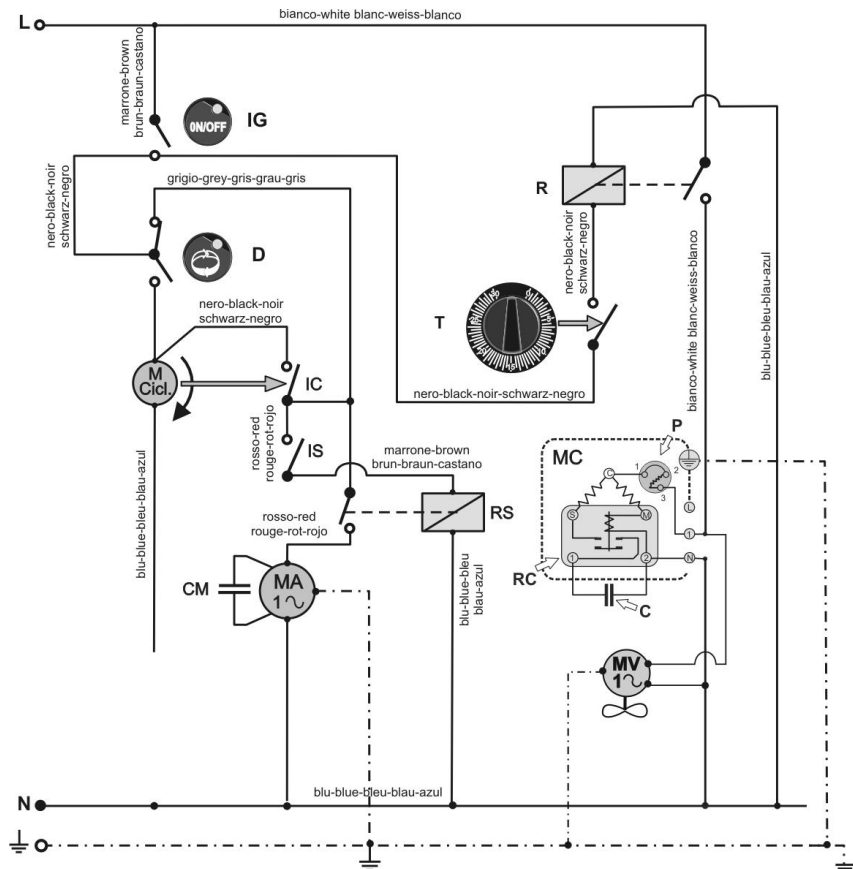 L
bianco-white blanc-weiss-blanco
marrone-brown
brun-braun-castano
ON/OFF
IG
nero-black-noir
schwarz-negro
grigio-grey-gris-grau-gris
D
R
nero-black-noir
schwarz-negro
bianco-white blanc-weiss-blanco
blu-blue-bleu-blau-azul
nero-black-noir
schwarz-negro
T
M
Cicl.
IC
nero-black-noir-schwarz-negro
rosso-red
rouge-rot-rojo
IS
marrone-brown
brun-braun-castano
RS
P
MC
C
1
2
3
S
M
L
1
2
1
N
RC
C
blu-blue-bleu-blau-azul
rosso-red
rouge-rot-rojo
CM
MA
1
blu-blue-bleu
blau-azul
MV
1
N
blu-blue-bleu-blau-azul